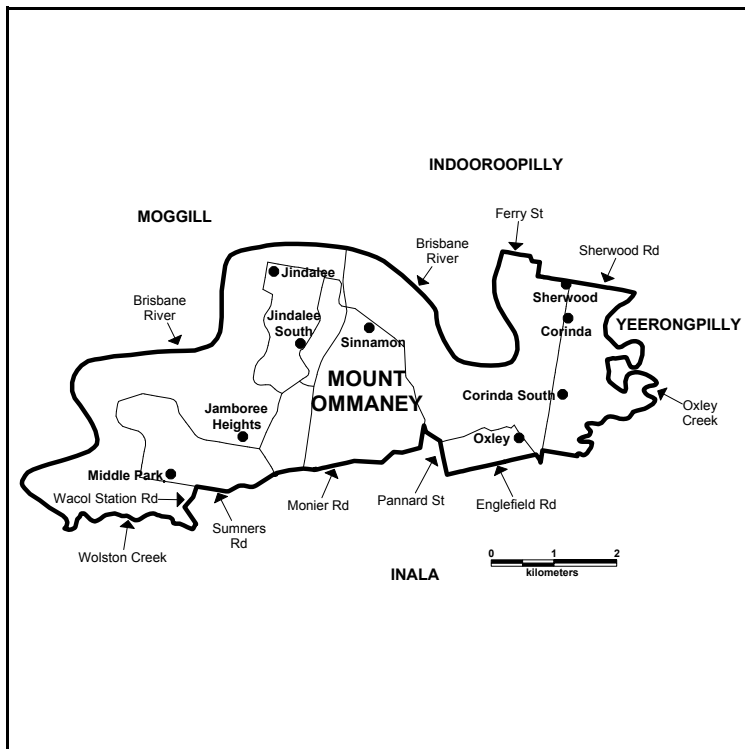 INDOOROOPILLY
MOGGILL
Ferry St
Brisbane
River
Sherwood Rd
Jindalee
Sherwood
Brisbane
River
Jindalee
South
Corinda
YEERONGPILLY
Sinnamon
MOUNT
OMMANEY
Corinda South
Jamboree
Heights
Oxley
Creek
Oxley
Middle Park
Wacol Station Rd
Monier Rd
Pannard St
Englefield Rd
Sumners
Rd
Wolston Creek
INALA
0 1 2
kilometers